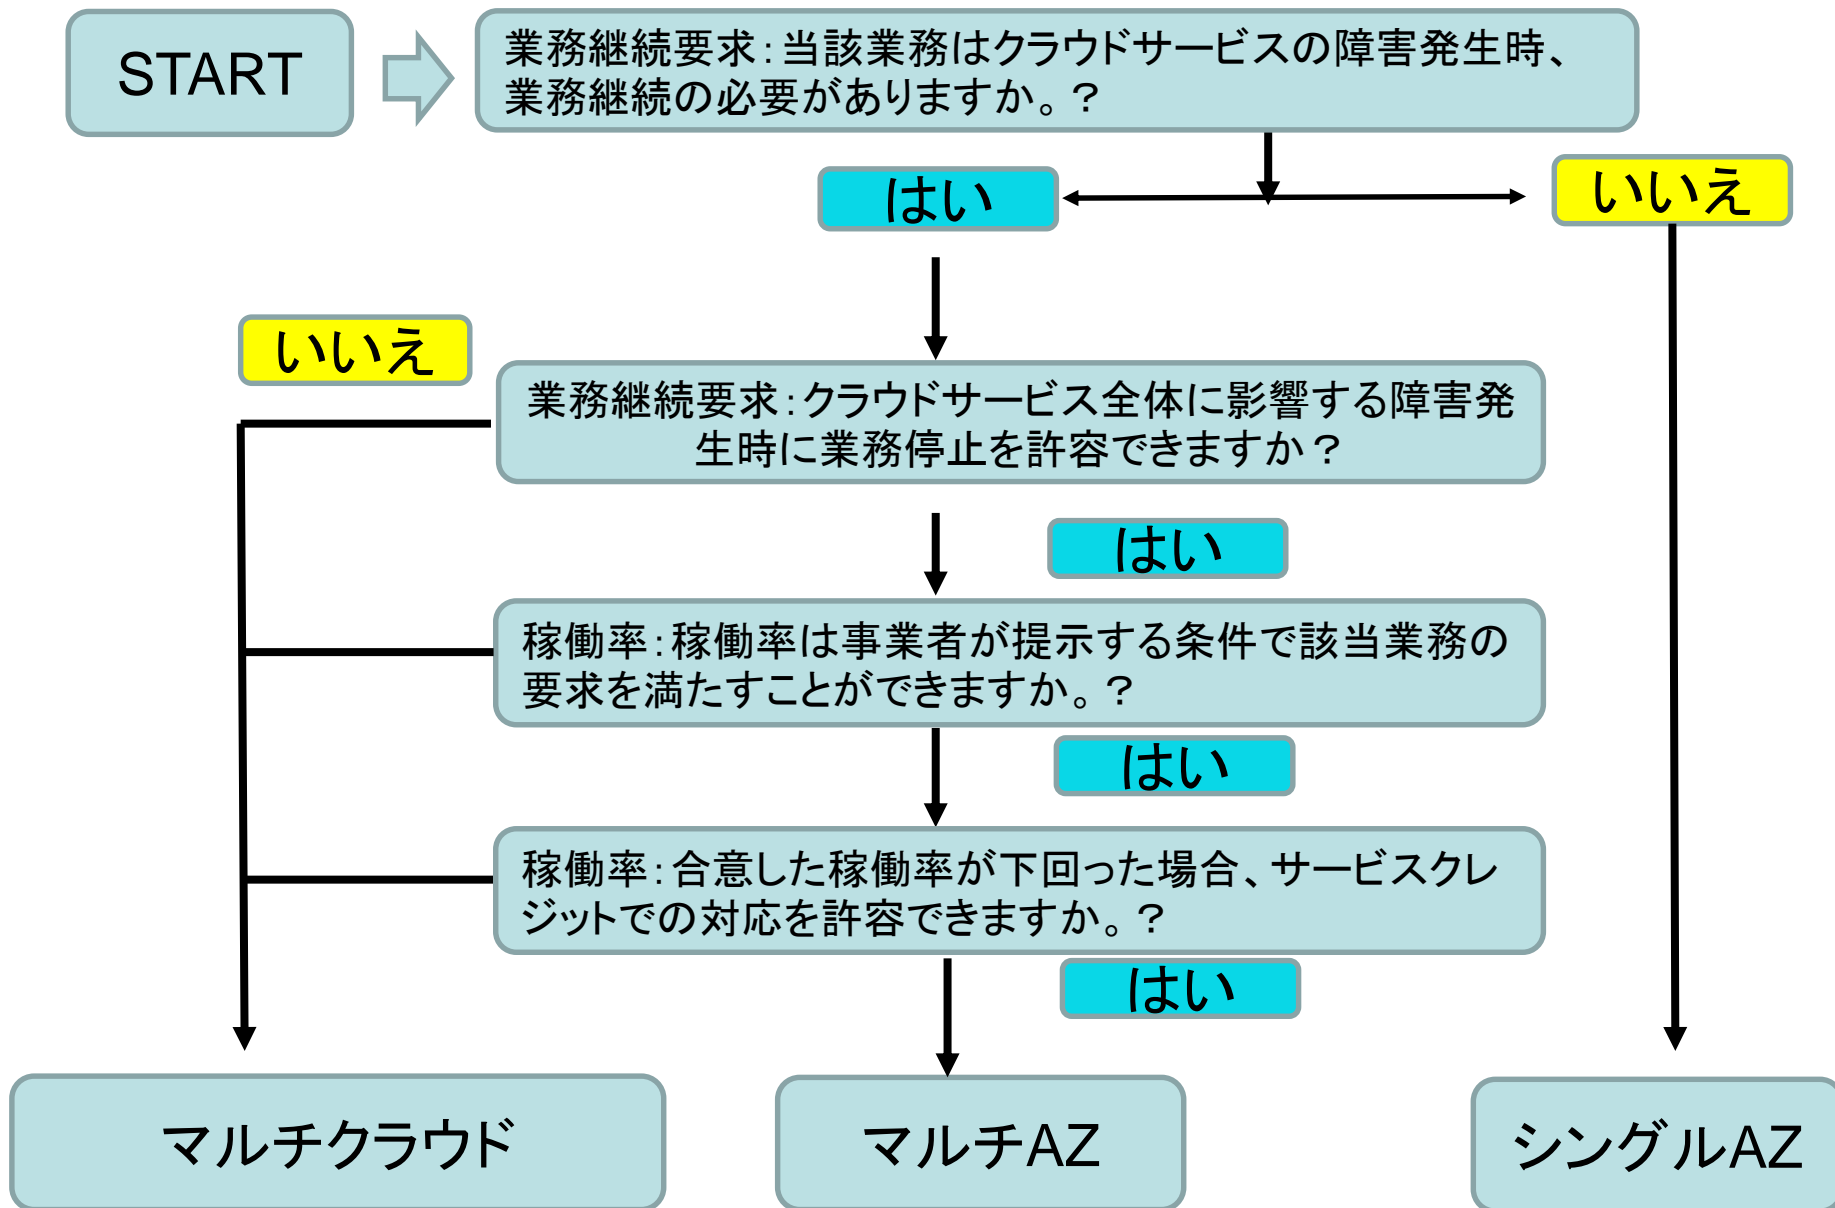 START
業務継続要求：当該業務はクラウドサービスの障害発生時、
業務継続の必要がありますか。？
はい
いいえ
いいえ
業務継続要求：クラウドサービス全体に影響する障害発
生時に業務停止を許容できますか？
はい
稼働率：稼働率は事業者が提示する条件で該当業務の
要求を満たすことができますか。？
はい
稼働率：合意した稼働率が下回った場合、サービスクレ
ジットでの対応を許容できますか。？
はい
マルチクラウド
マルチAZ
シングルAZ